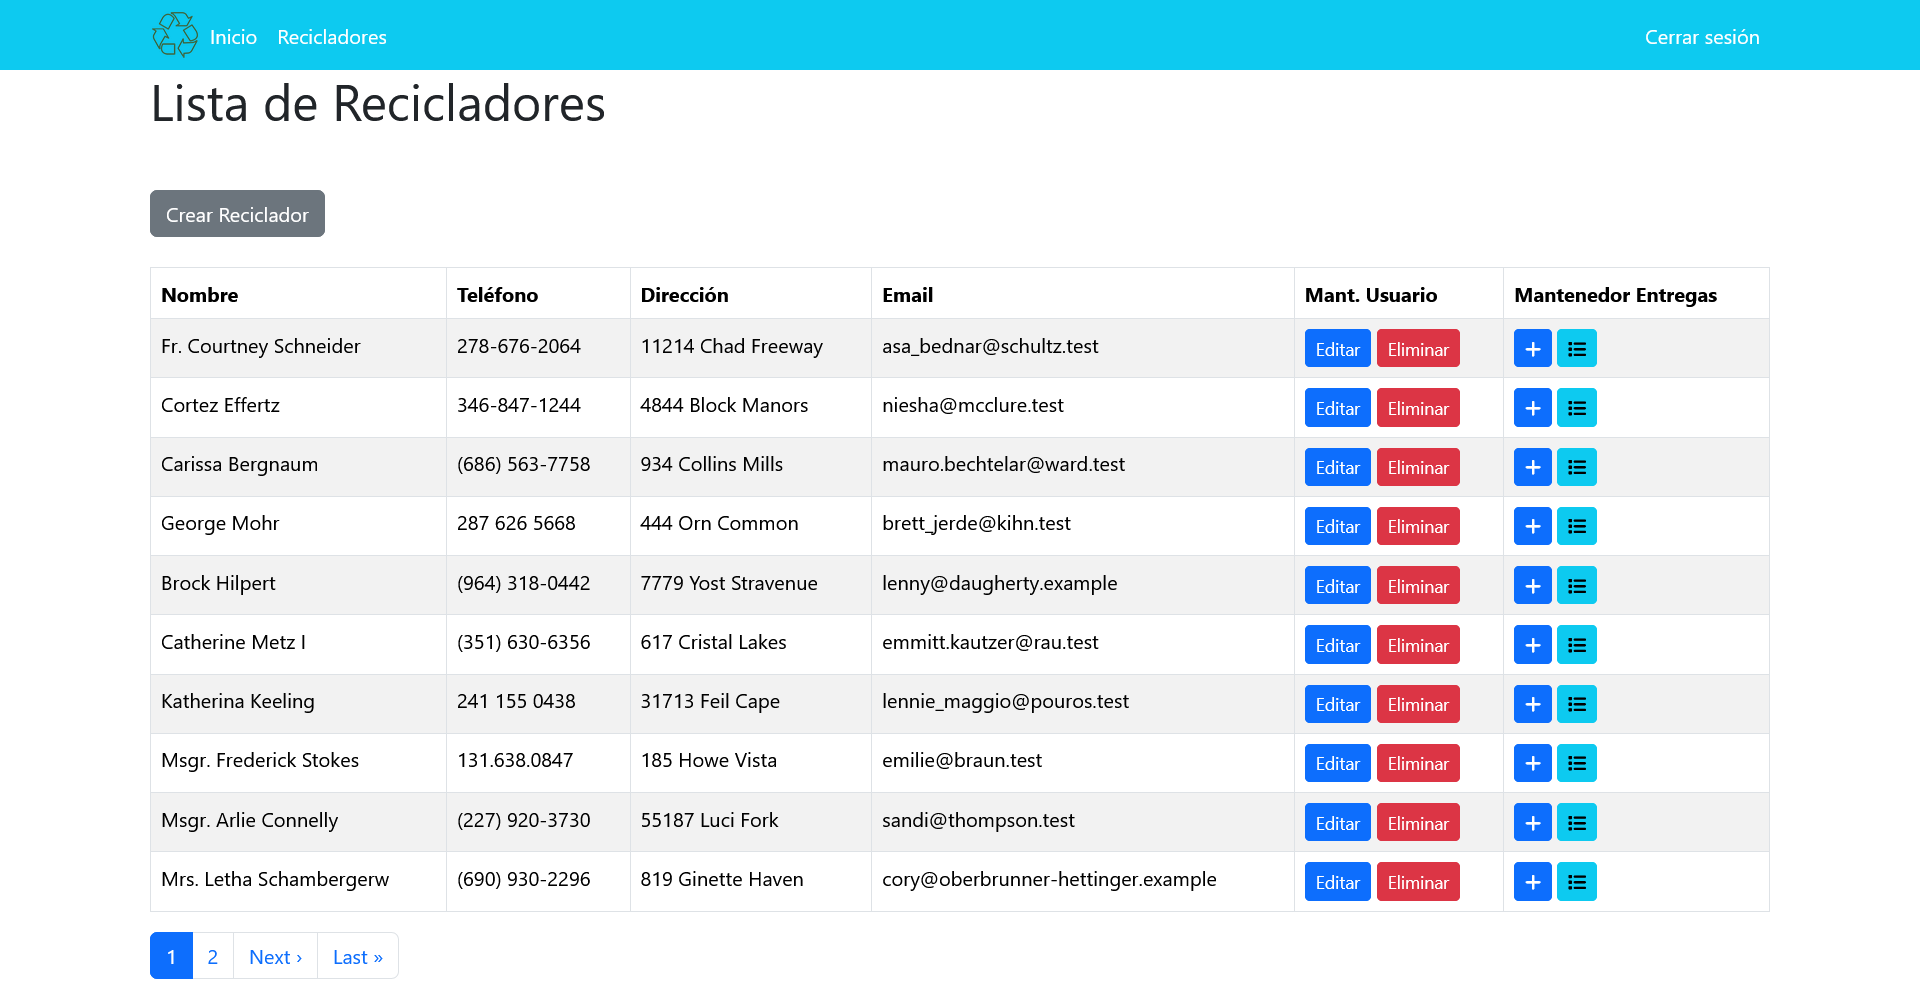 Inicio Recicladores Cerrar sesión
Lista de Recicladores
Crear Reciclador
Nombre Teléfono Dirección Email Mant. Usuario Mantenedor Entregas
Fr. Courtney Schneider 278-676-2064 11214 Chad Freeway asa_bednar@schultz.test Editar Eliminar +
Cortez Effertz 346-847-1244 4844 Block Manors niesha@mcclure.test Editar Eliminar +
Carissa Bergnaum (686) 563-7758 934 Collins Mills mauro.bechtelar@ward.test Editar Eliminar +
George Mohr 287 626 5668 444 Orn Common brett_jerde@kihn.test Editar Eliminar +
Brock Hilpert (964) 318-0442 7779 Yost Stravenue lenny@daugherty.example Editar Eliminar +
Catherine Metz I (351) 630-6356 617 Cristal Lakes emmitt.kautzer@rau.test Editar Eliminar +
Katherina Keeling 241 155 0438 31713 Feil Cape lennie_maggio@pouros.test Editar Eliminar +
Msgr. Frederick Stokes 131.638.0847 185 Howe Vista emilie@braun.test Editar Eliminar +
Msgr. Arlie Connelly (227) 920-3730 55187 Luci Fork sandi@thompson.test Editar Eliminar +
Mrs. Letha Schambergerw (690) 930-2296 819 Ginette Haven cory@oberbrunner-hettinger.example Editar Eliminar +
1 2 Next › Last »